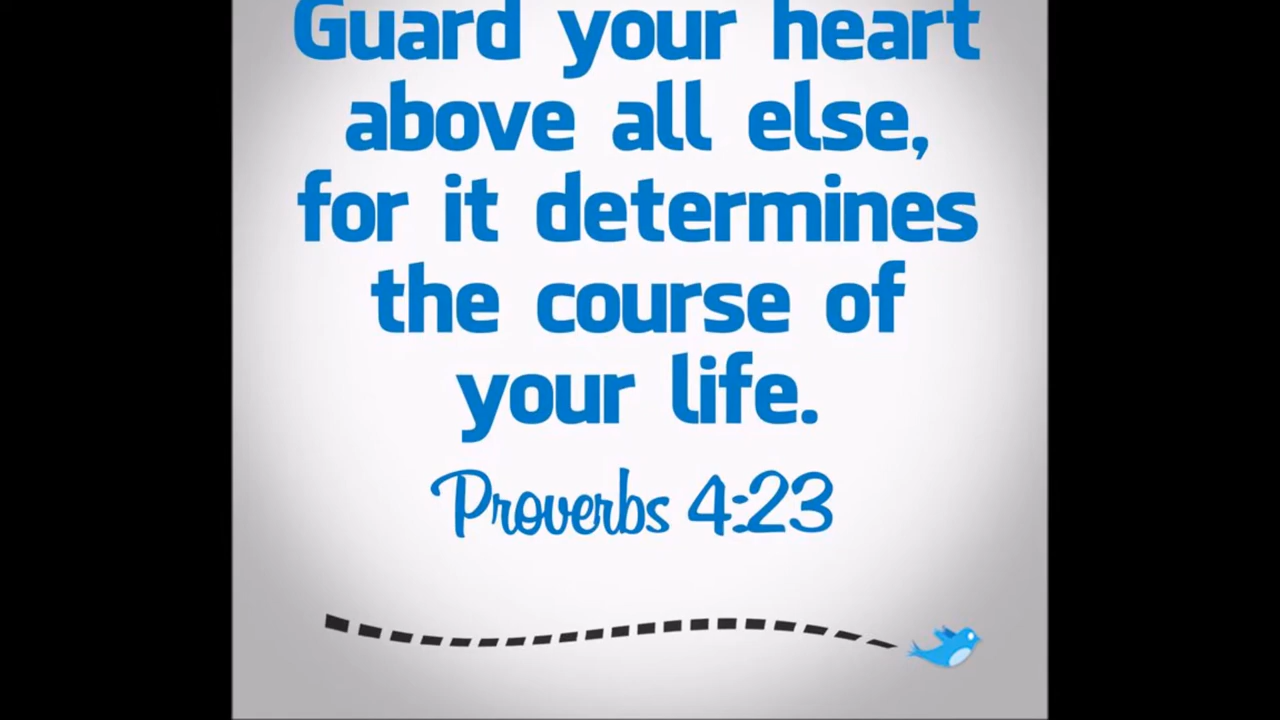 Guard your heart
above all else,
for it determines
the course of
your life.
Proverbs 4:23